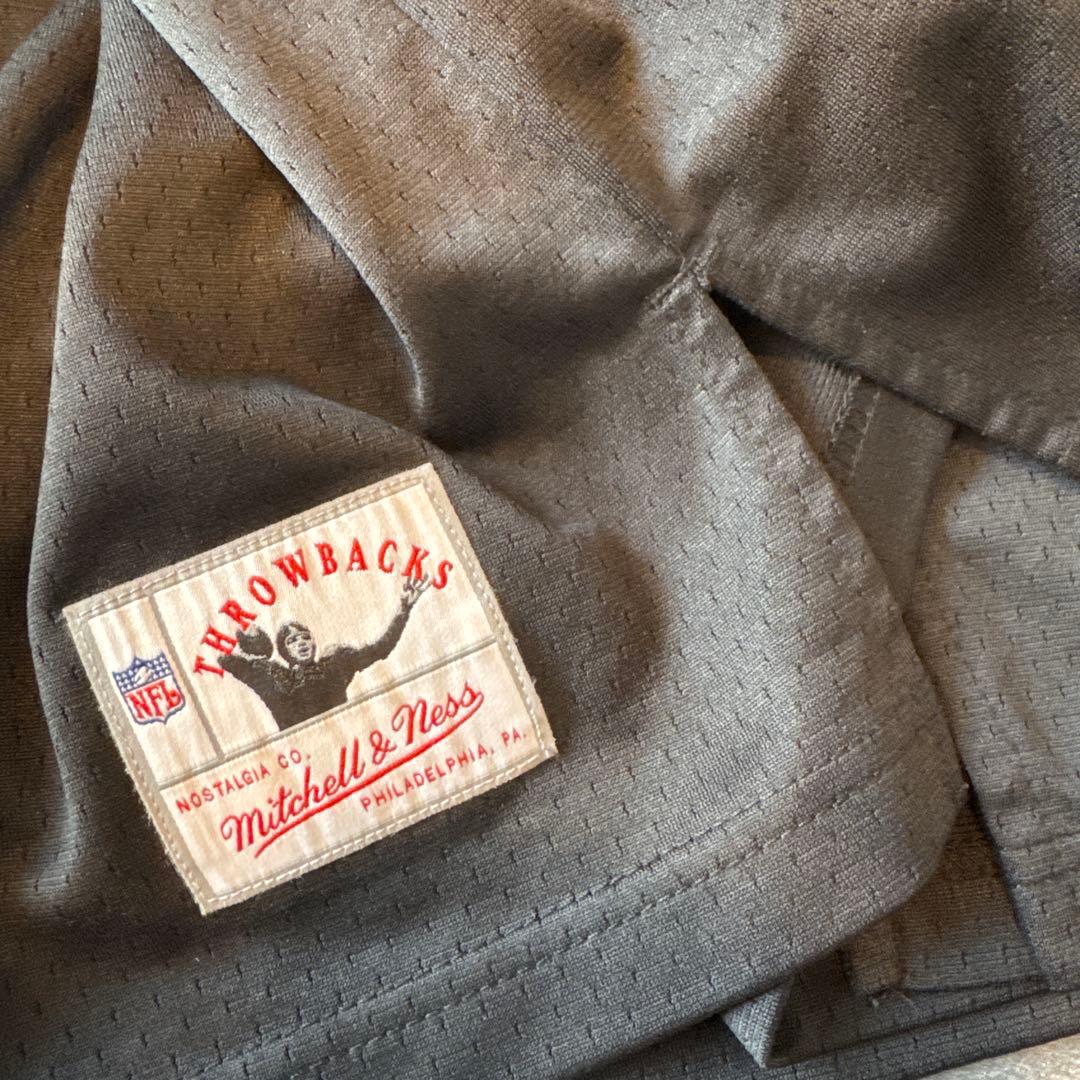 THROWBACKS
NFL
NOSTALGIA CO.
Mitchell & Ness
PHILADELPHIA, PA.